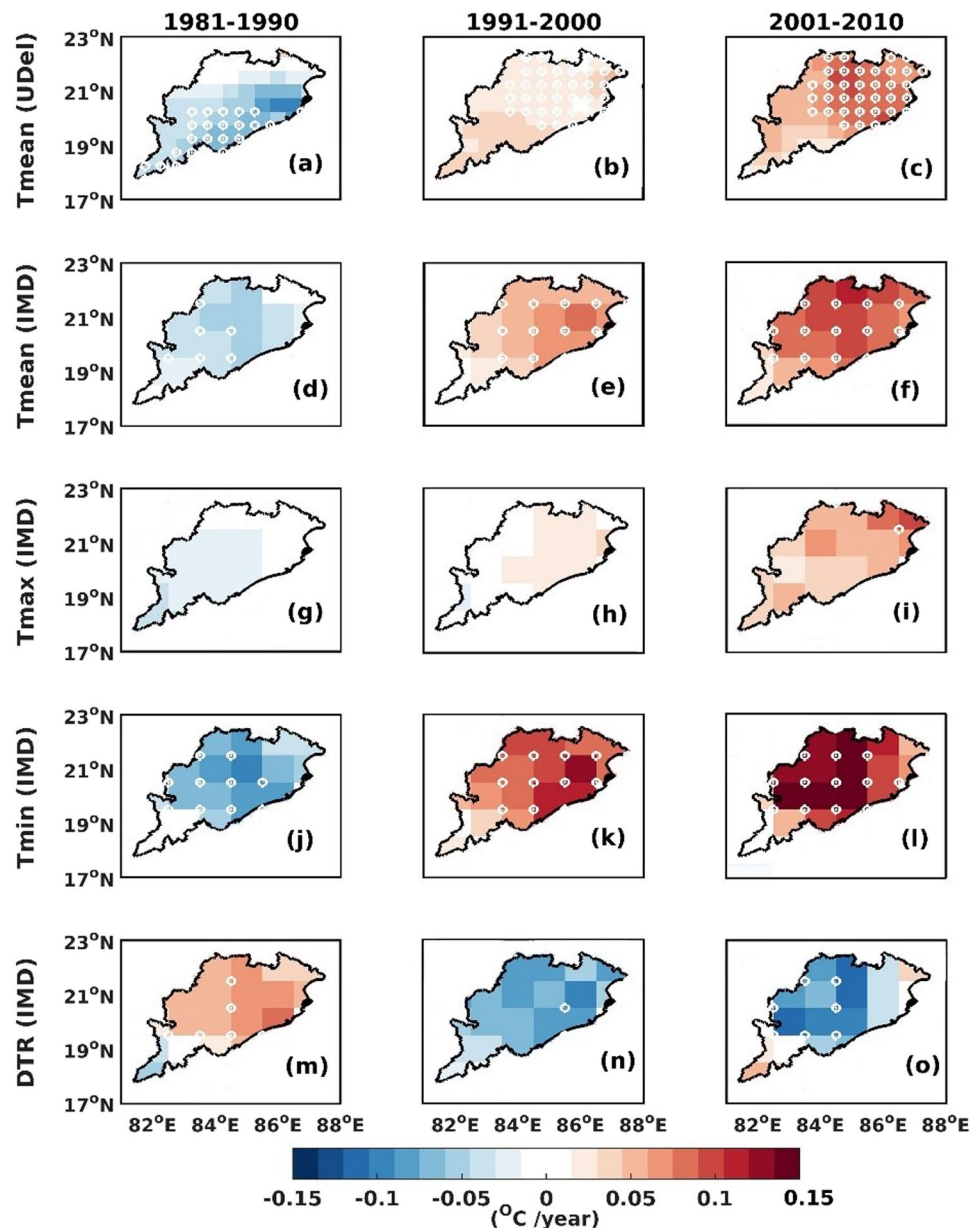 1981-1990 1991-2000 2001-2010
Tmean (UDel)
23°N
21°N
19°N
17°N
(a) (b) (c)
Tmean (IMD)
23°N
21°N
19°N
17°N
(d) (e) (f)
Tmax (IMD)
23°N
21°N
19°N
17°N
(g) (h) (i)
Tmin (IMD)
23°N
21°N
19°N
17°N
(j) (k) (l)
DTR (IMD)
23°N
21°N
19°N
17°N
(m) (n) (o)
82°E 84°E 86°E 88°E 82°E 84°E 86°E 88°E 82°E 84°E 86°E 88°E
-0.15 -0.1 -0.05 0 0.05 0.1 0.15
(°C /year)